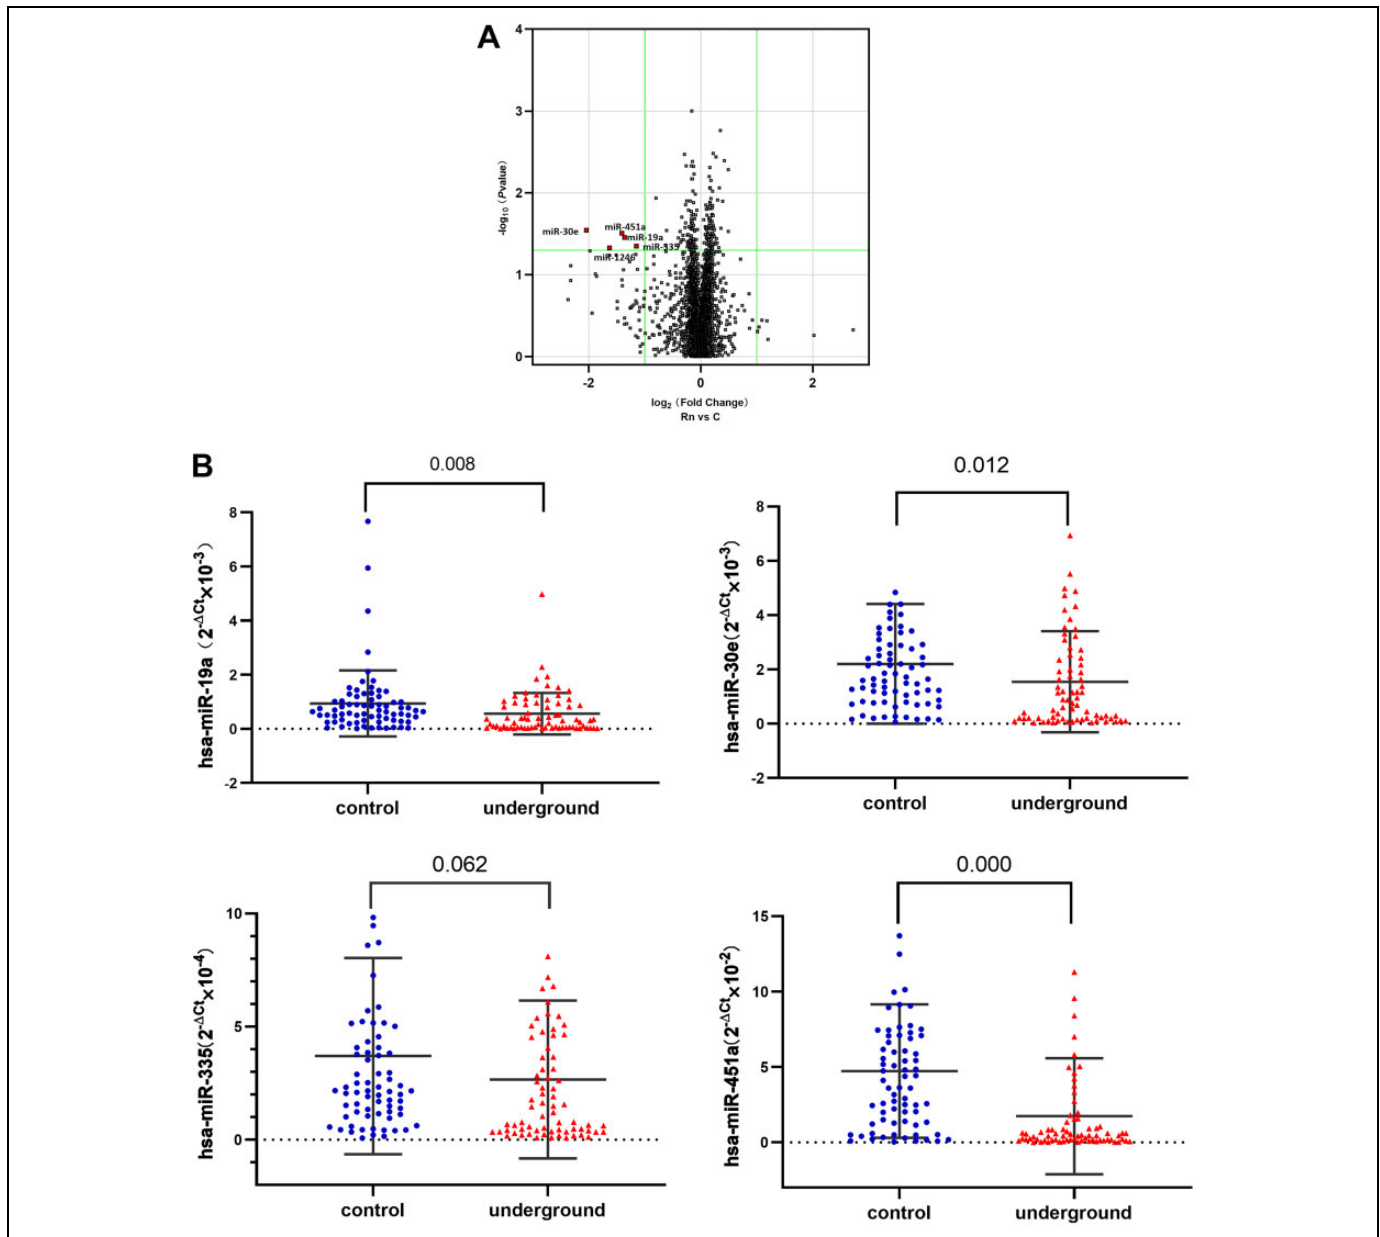 A
4
3
2
1
0
-log10 (Pvalue)
miR-30e
miR-451a
miR-19a
miR-335
miR-1246
-2 0 2
log2 (Fold Change)
Rn vs C
B
0.008
8
6
4
2
0
-2
hsa-miR-19a (2-ΔCt×10-3)
control underground
0.012
8
6
4
2
0
-2
hsa-miR-30e(2-ΔCt×10-3)
control underground
0.062
10
5
0
hsa-miR-335(2-ΔCt×10-4)
control underground
0.000
15
10
5
0
hsa-miR-451a(2-ΔCt×10-2)
control underground